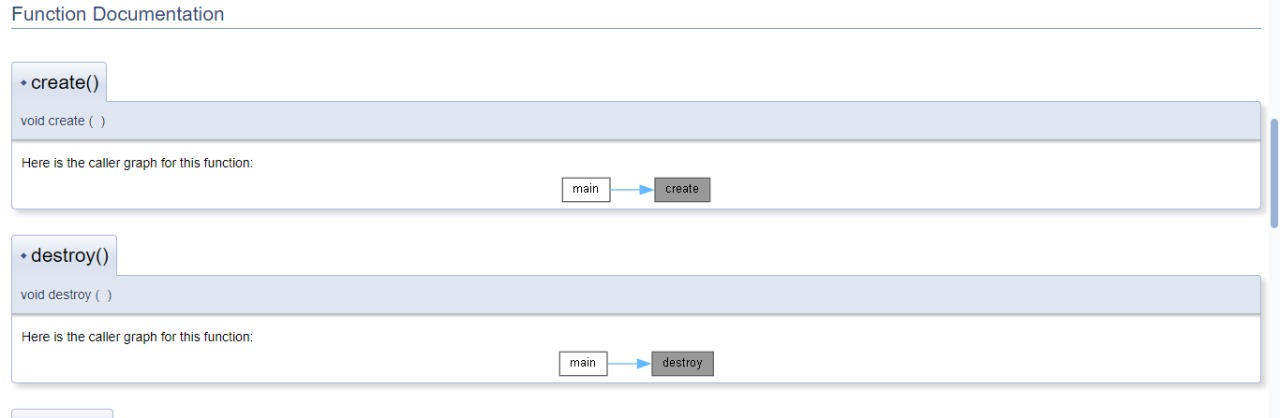 Function Documentation
create()
void create ( )
Here is the caller graph for this function:
main create
destroy()
void destroy ( )
Here is the caller graph for this function:
main destroy